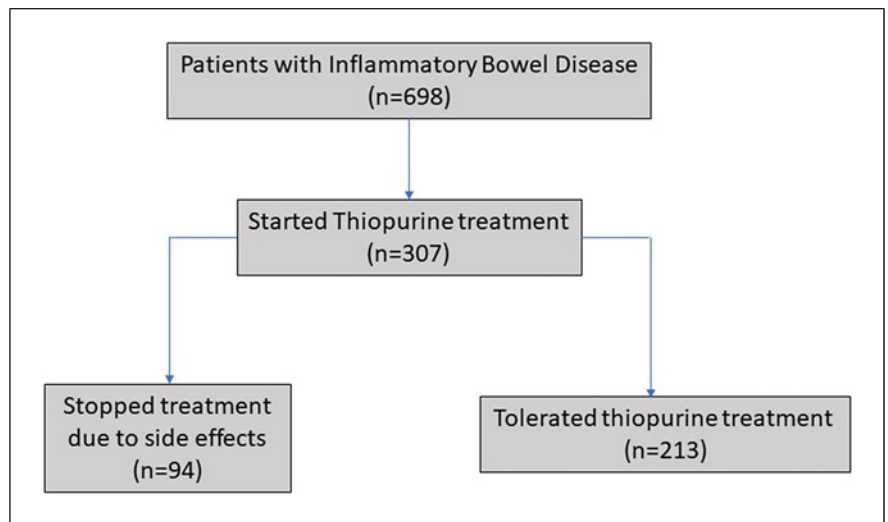 Patients with Inflammatory Bowel Disease
(n=698)
Started Thiopurine treatment
(n=307)
Stopped treatment
due to side effects
(n=94)
Tolerated thiopurine treatment
(n=213)